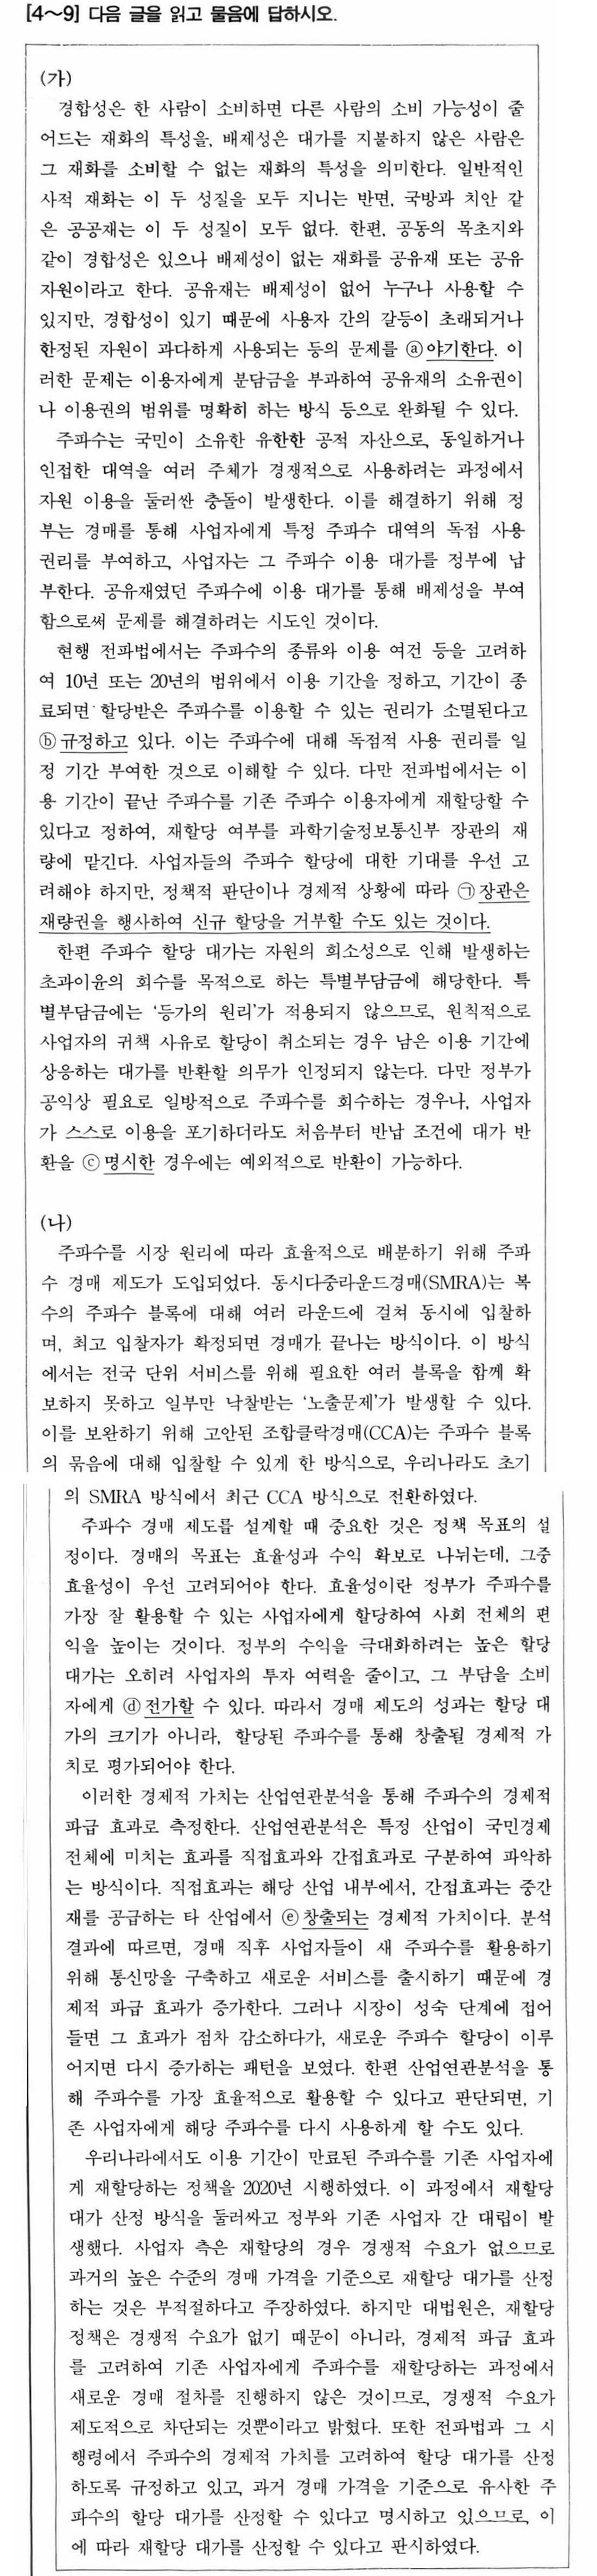 [4~9] 다음 글을 읽고 물음에 답하시오.
(가)
경합성은 한 사람이 소비하면 다른 사람의 소비 가능성이 줄
어드는 재화의 특성을, 배제성은 대가를 지불하지 않은 사람은
그 재화를 소비할 수 없는 재화의 특성을 의미한다. 일반적인
사적 재화는 이 두 성질을 모두 지니는 반면, 국방과 치안 같
은 공공재는 이 두 성질이 모두 없다. 한편, 공동의 목초지와
같이 경합성은 있으나 배제성이 없는 재화를 공유재 또는 공유
자원이라고 한다. 공유재는 배제성이 없어 누구나 사용할 수
있지만, 경합성이 있기 때문에 사용자 간의 갈등이 초래되거나
한정된 자원이 과다하게 사용되는 등의 문제를 ⓐ야기한다. 이
러한 문제는 이용자에게 분담금을 부과하여 공유재의 소유권이
나 이용권의 범위를 명확히 하는 방식 등으로 완화될 수 있다.
주파수는 국민이 소유한 유한한 공적 자산으로, 동일하거나
인접한 대역을 여러 주체가 경쟁적으로 사용하려는 과정에서
자원 이용을 둘러싼 충돌이 발생한다. 이를 해결하기 위해 정
부는 경매를 통해 사업자에게 특정 주파수 대역의 독점 사용
권리를 부여하고, 사업자는 그 주파수 이용 대가를 정부에 납
부한다. 공유재였던 주파수에 이용 대가를 통해 배제성을 부여
함으로써 문제를 해결하려는 시도인 것이다.
현행 전파법에서는 주파수의 종류와 이용 여건 등을 고려하
여 10년 또는 20년의 범위에서 이용 기간을 정하고, 기간이 종
료되면 할당받은 주파수를 이용할 수 있는 권리가 소멸된다고
ⓑ규정하고 있다. 이는 주파수에 대해 독점적 사용 권리를 일
정 기간 부여한 것으로 이해할 수 있다. 다만 전파법에서는 이
용 기간이 끝난 주파수를 기존 주파수 이용자에게 재할당할 수
있다고 정하여, 재할당 여부를 과학기술정보통신부 장관의 재
량에 맡긴다. 사업자들의 주파수 할당에 대한 기대를 우선 고
려해야 하지만, 정책적 판단이나 경제적 상황에 따라 ㉠장관은
재량권을 행사하여 신규 할당을 거부할 수도 있는 것이다.
한편 주파수 할당 대가는 자원의 희소성으로 인해 발생하는
초과이윤의 회수를 목적으로 하는 특별부담금에 해당한다. 특
별부담금에는 '등가의 원리'가 적용되지 않으므로, 원칙적으로
사업자의 귀책 사유로 할당이 취소되는 경우 남은 이용 기간에
상응하는 대가를 반환할 의무가 인정되지 않는다. 다만 정부가
공익상 필요로 일방적으로 주파수를 회수하는 경우나, 사업자
가 스스로 이용을 포기하더라도 처음부터 반납 조건에 대가 반
환을 ⓒ명시한 경우에는 예외적으로 반환이 가능하다.
(나)
주파수를 시장 원리에 따라 효율적으로 배분하기 위해 주파
수 경매 제도가 도입되었다. 동시다중라운드경매(SMRA)는 복
수의 주파수 블록에 대해 여러 라운드에 걸쳐 동시에 입찰하
며, 최고 입찰자가 확정되면 경매가 끝나는 방식이다. 이 방식
에서는 전국 단위 서비스를 위해 필요한 여러 블록을 함께 확
보하지 못하고 일부만 낙찰받는 '노출문제'가 발생할 수 있다.
이를 보완하기 위해 고안된 조합클락경매(CCA)는 주파수 블록
의 묶음에 대해 입찰할 수 있게 한 방식으로, 우리나라도 초기
의 SMRA 방식에서 최근 CCA 방식으로 전환하였다.
주파수 경매 제도를 설계할 때 중요한 것은 정책 목표의 설
정이다. 경매의 목표는 효율성과 수익 확보로 나뉘는데, 그중
효율성이 우선 고려되어야 한다. 효율성이란 정부가 주파수를
가장 잘 활용할 수 있는 사업자에게 할당하여 사회 전체의 편
익을 높이는 것이다. 정부의 수익을 극대화하려는 높은 할당
대가는 오히려 사업자의 투자 여력을 줄이고, 그 부담을 소비
자에게 ⓓ전가할 수 있다. 따라서 경매 제도의 성과는 할당 대
가의 크기가 아니라, 할당된 주파수를 통해 창출될 경제적 가
치로 평가되어야 한다.
이러한 경제적 가치는 산업연관분석을 통해 주파수의 경제적
파급 효과로 측정한다. 산업연관분석은 특정 산업이 국민경제
전체에 미치는 효과를 직접효과와 간접효과로 구분하여 파악하
는 방식이다. 직접효과는 해당 산업 내부에서, 간접효과는 중간
재를 공급하는 타 산업에서 ⓔ창출되는 경제적 가치이다. 분석
결과에 따르면, 경매 직후 사업자들이 새 주파수를 활용하기
위해 통신망을 구축하고 새로운 서비스를 출시하기 때문에 경
제적 파급 효과가 증가한다. 그러나 시장이 성숙 단계에 접어
들면 그 효과가 점차 감소하다가, 새로운 주파수 할당이 이루
어지면 다시 증가하는 패턴을 보였다. 한편 산업연관분석을 통
해 주파수를 가장 효율적으로 활용할 수 있다고 판단되면, 기
존 사업자에게 해당 주파수를 다시 사용하게 할 수도 있다.
우리나라에서도 이용 기간이 만료된 주파수를 기존 사업자에
게 재할당하는 정책을 2020년 시행하였다. 이 과정에서 재할당
대가 산정 방식을 둘러싸고 정부와 기존 사업자 간 대립이 발
생했다. 사업자 측은 재할당의 경우 경쟁적 수요가 없으므로
과거의 높은 수준의 경매 가격을 기준으로 재할당 대가를 산정
하는 것은 부적절하다고 주장하였다. 하지만 대법원은, 재할당
정책은 경쟁적 수요가 없기 때문이 아니라, 경제적 파급 효과
를 고려하여 기존 사업자에게 주파수를 재할당하는 과정에서
새로운 경매 절차를 진행하지 않은 것이므로, 경쟁적 수요가
제도적으로 차단되는 것뿐이라고 밝혔다. 또한 전파법과 그 시
행령에서 주파수의 경제적 가치를 고려하여 할당 대가를 산정
하도록 규정하고 있고, 과거 경매 가격을 기준으로 유사한 주
파수의 할당 대가를 산정할 수 있다고 명시하고 있으므로, 이
에 따라 재할당 대가를 산정할 수 있다고 판시하였다.